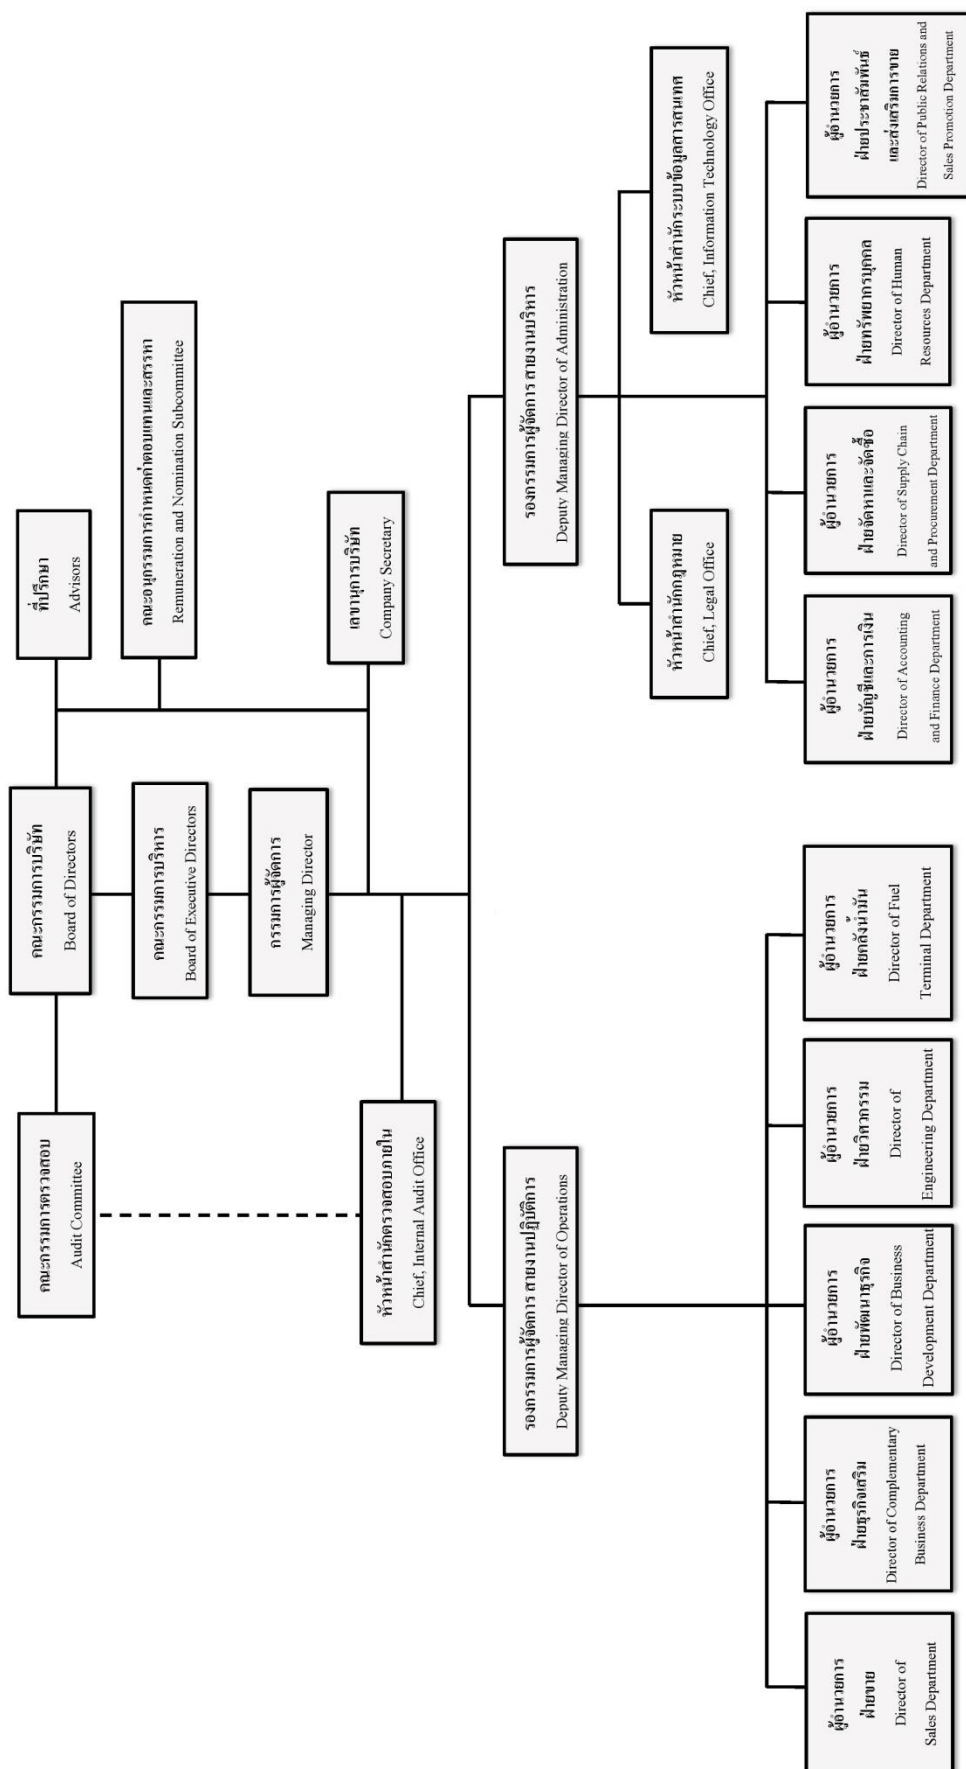 คณะกรรมการบริษัท
Board of Directors
ที่ปรึกษา
Advisors
คณะกรรมการตรวจสอบ
Audit Committee
คณะกรรมการบริหาร
Board of Executive Directors
คณะอนุกรรมการกำหนดค่าตอบแทนและสรรหา
Remuneration and Nomination Subcommittee
กรรมการผู้จัดการ
Managing Director
เลขานุการบริษัท
Company Secretary
หัวหน้าสำนักตรวจสอบภายใน
Chief, Internal Audit Office
รองกรรมการผู้จัดการ สายงานปฏิบัติการ
Deputy Managing Director of Operations
รองกรรมการผู้จัดการ สายงานบริหาร
Deputy Managing Director of Administration
หัวหน้าสำนักกฎหมาย
Chief, Legal Office
หัวหน้าสำนักระบบข้อมูลสารสนเทศ
Chief, Information Technology Office
ผู้อำนวยการ
ฝ่ายขาย
Director of
Sales Department
ผู้อำนวยการ
ฝ่ายธุรกิจเสริม
Director of Complementary
Business Department
ผู้อำนวยการ
ฝ่ายพัฒนาธุรกิจ
Director of Business
Development Department
ผู้อำนวยการ
ฝ่ายวิศวกรรม
Director of
Engineering Department
ผู้อำนวยการ
ฝ่ายคลังน้ำมัน
Director of Fuel
Terminal Department
ผู้อำนวยการ
ฝ่ายบัญชีและการเงิน
Director of Accounting
and Finance Department
ผู้อำนวยการ
ฝ่ายจัดหาและจัดซื้อ
Director of Supply Chain
and Procurement Department
ผู้อำนวยการ
ฝ่ายทรัพยากรบุคคล
Director of Human
Resources Department
ผู้อำนวยการ
ฝ่ายประชาสัมพันธ์
และส่งเสริมการขาย
Director of Public Relations and
Sales Promotion Department